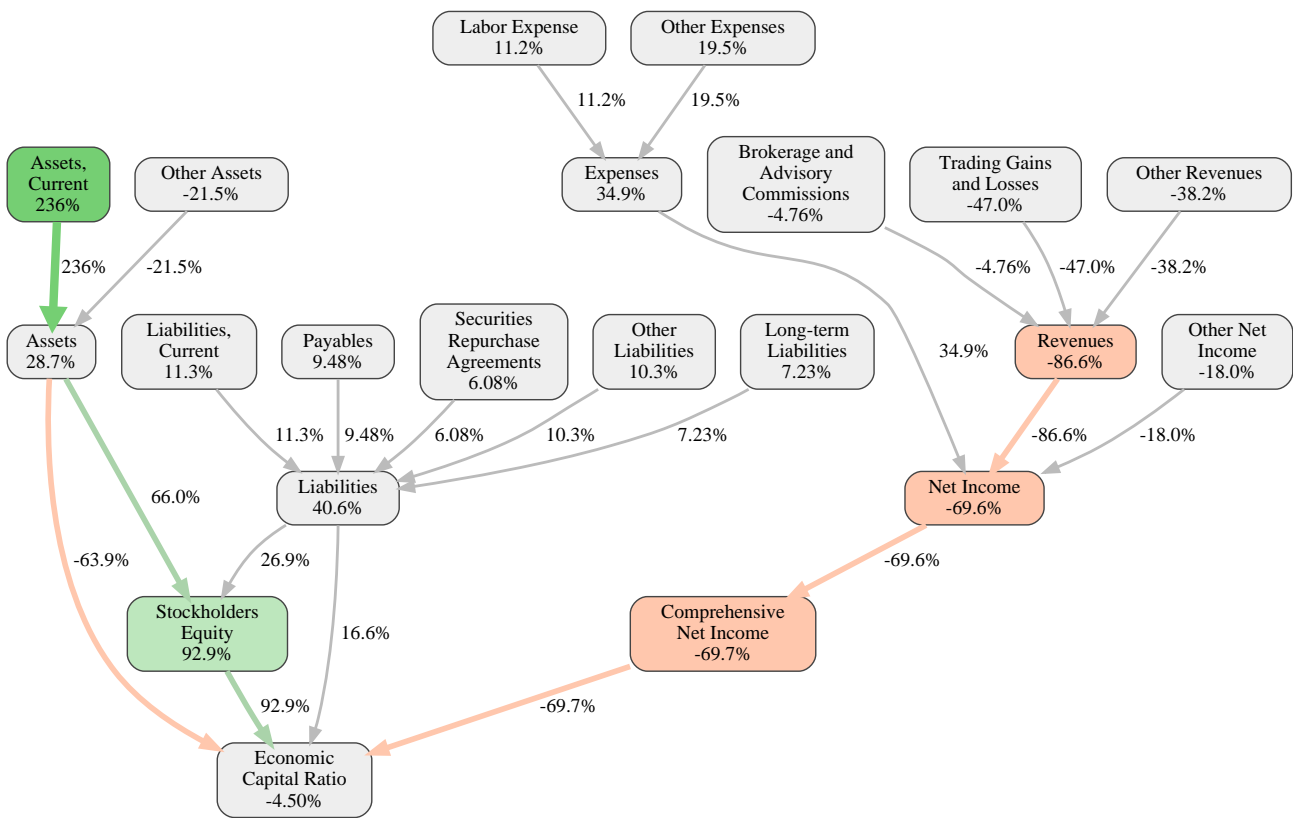 Labor Expense
11.2%
Other Expenses
19.5%
11.2%
19.5%
Assets,
Current
236%
Other Assets
-21.5%
Expenses
34.9%
Brokerage and
Advisory
Commissions
-4.76%
Trading Gains
and Losses
-47.0%
Other Revenues
-38.2%
236%
-21.5%
-4.76%
-47.0%
-38.2%
Assets
28.7%
Liabilities,
Current
11.3%
Payables
9.48%
Securities
Repurchase
Agreements
6.08%
Other
Liabilities
10.3%
Long-term
Liabilities
7.23%
34.9%
Revenues
-86.6%
Other Net
Income
-18.0%
11.3%
9.48%
6.08%
10.3%
7.23%
-86.6%
-18.0%
66.0%
Liabilities
40.6%
Net Income
-69.6%
-63.9%
26.9%
-69.6%
Stockholders
Equity
92.9%
16.6%
Comprehensive
Net Income
-69.7%
92.9%
-69.7%
Economic
Capital Ratio
-4.50%